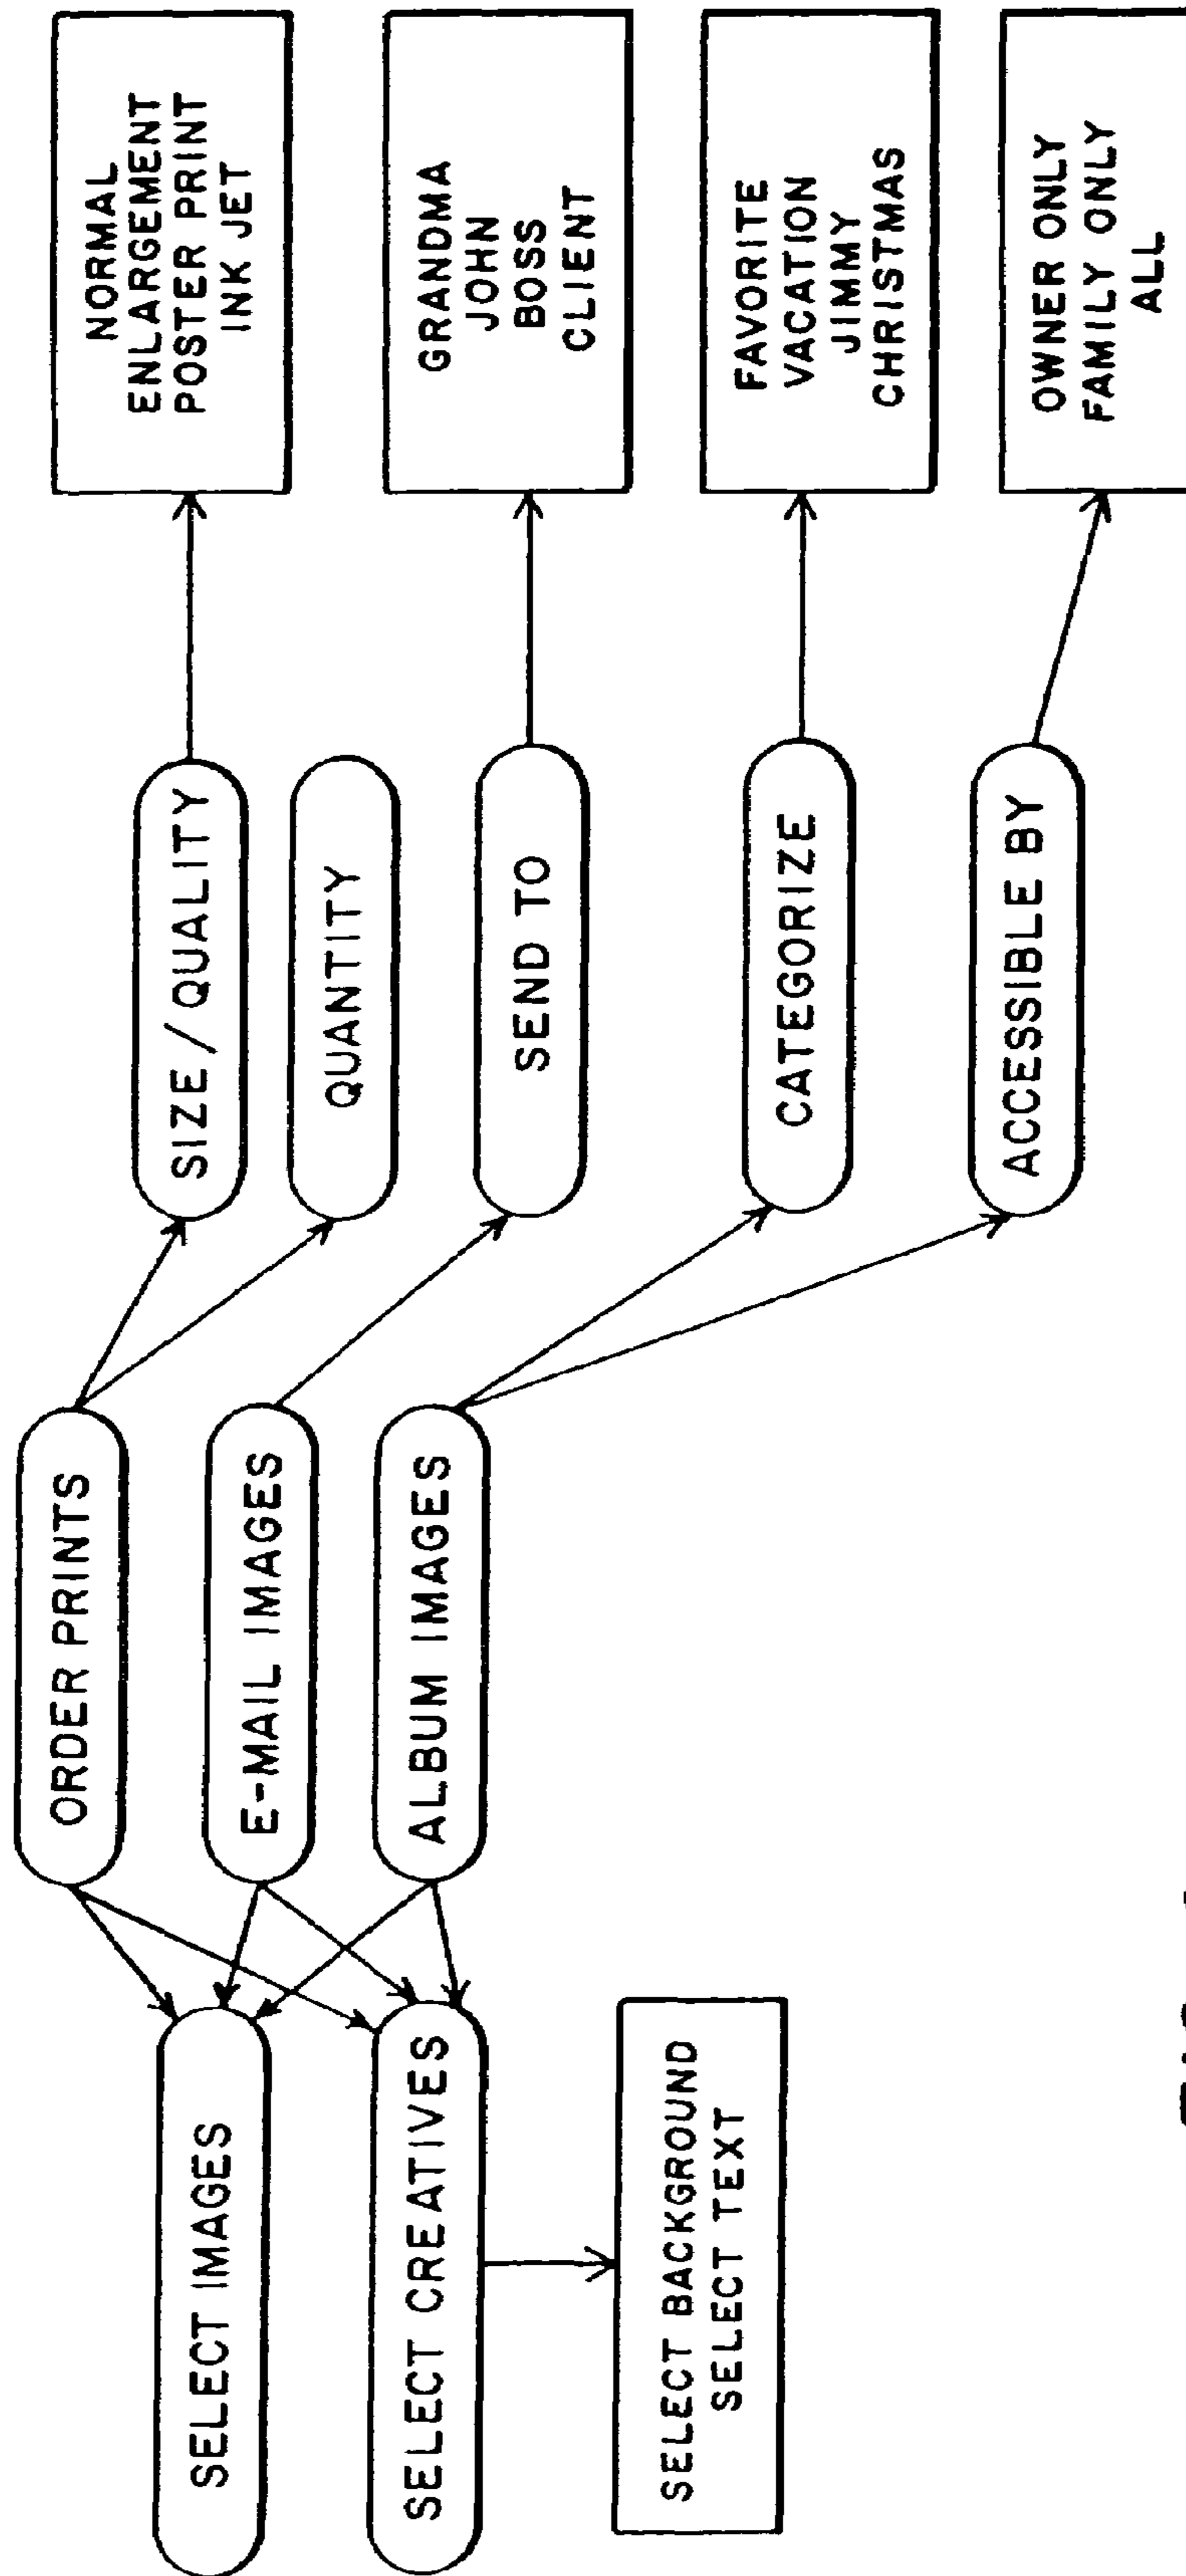 SELECT IMAGES
SELECT CREATIVES
SELECT BACKGROUND
SELECT TEXT
ORDER PRINTS
E-MAIL IMAGES
ALBUM IMAGES
SIZE / QUALITY
QUANTITY
SEND TO
CATEGORIZE
ACCESSIBLE BY
NORMAL
ENLARGEMENT
POSTER PRINT
INK JET
GRANDMA
JOHN
BOSS
CLIENT
FAVORITE
VACATION
JIMMY
CHRISTMAS
OWNER ONLY
FAMILY ONLY
ALL